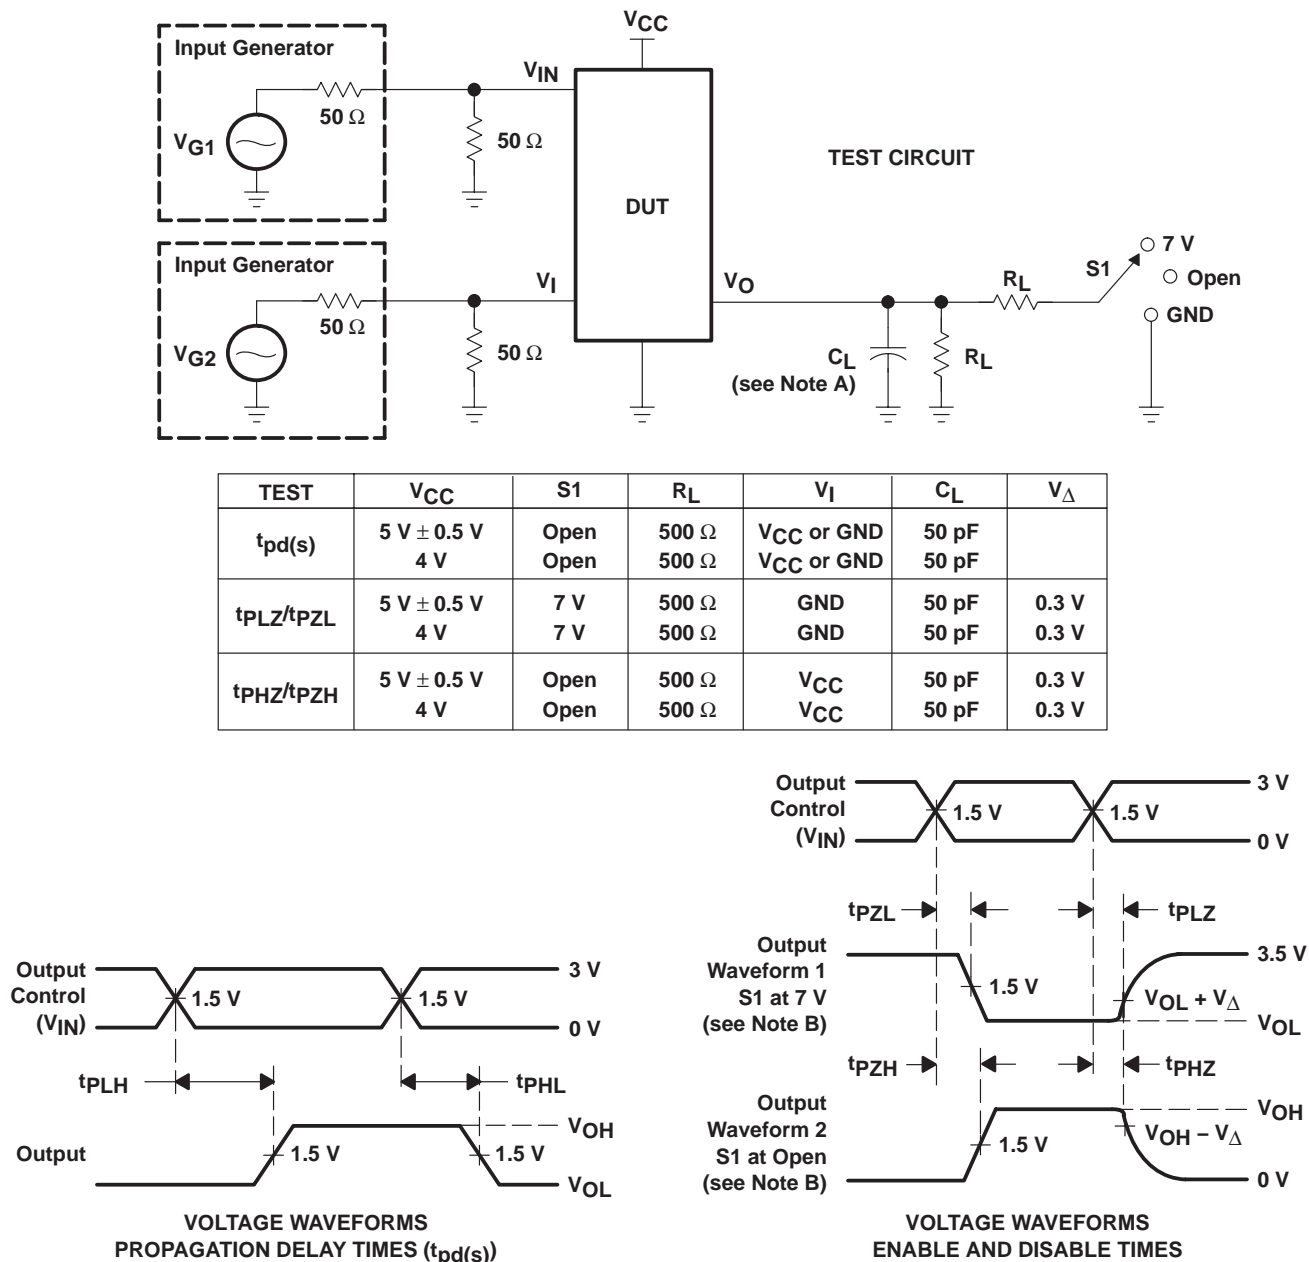 VCC
Input Generator
VIN
50 Ω
VG1
50 Ω
TEST CIRCUIT
DUT
7 V
Input Generator
VI
VO
RL
S1
Open
50 Ω
GND
VG2
50 Ω
CL
(see Note A)
RL
TEST VCC S1 RL VI CL VΔ
tpd(s) 5 V ± 0.5 V Open 500 Ω VCC or GND 50 pF
4 V Open 500 Ω VCC or GND 50 pF
tPLZ/tPZL 5 V ± 0.5 V 7 V 500 Ω GND 50 pF 0.3 V
4 V 7 V 500 Ω GND 50 pF 0.3 V
tPHZ/tPZH 5 V ± 0.5 V Open 500 Ω VCC 50 pF 0.3 V
4 V Open 500 Ω VCC 50 pF 0.3 V
Output
Control
(VIN)
1.5 V 1.5 V
3 V
0 V
tPLH
tPHL
Output
1.5 V 1.5 V
VOH
VOL
VOLTAGE WAVEFORMS
PROPAGATION DELAY TIMES (tpd(s))
Output
Control
(VIN)
1.5 V 1.5 V
3 V
0 V
tPZL
tPLZ
Output
Waveform 1
S1 at 7 V
(see Note B)
1.5 V
3.5 V
VOL + VΔ
VOL
tPZH
tPHZ
Output
Waveform 2
S1 at Open
(see Note B)
1.5 V
VOH
VOH − VΔ
0 V
VOLTAGE WAVEFORMS
ENABLE AND DISABLE TIMES